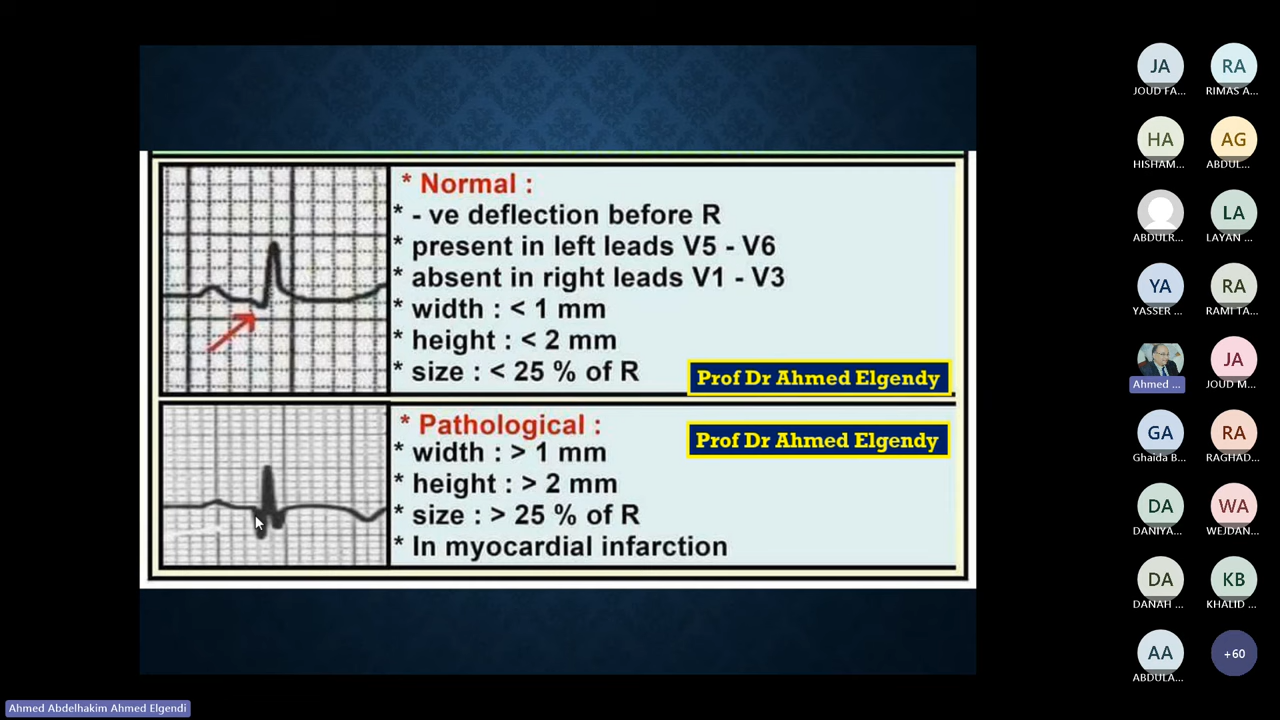 * Normal :
* - ve deflection before R
* present in left leads V5 - V6
* absent in right leads V1 - V3
* width : < 1 mm
* height : < 2 mm
* size : < 25 % of R
Prof Dr Ahmed Elgendy
* Pathological :
Prof Dr Ahmed Elgendy
* width : > 1 mm
* height : > 2 mm
* size : > 25 % of R
* In myocardial infarction
JA
RA
JOUD FA...
RIMAS A...
HA
AG
HISHAM...
ABDUL...
LA
ABDULR...
LAYAN ...
YA
RA
YASSER ...
RAMI TA...
JA
Ahmed ...
JOUD M...
GA
RA
Ghaida B...
RAGHAD...
DA
WA
DANIYA...
WEJDAN...
DA
KB
DANAH ...
KHALID ...
AA
+60
ABDULA...
Ahmed Abdelhakim Ahmed Elgendi